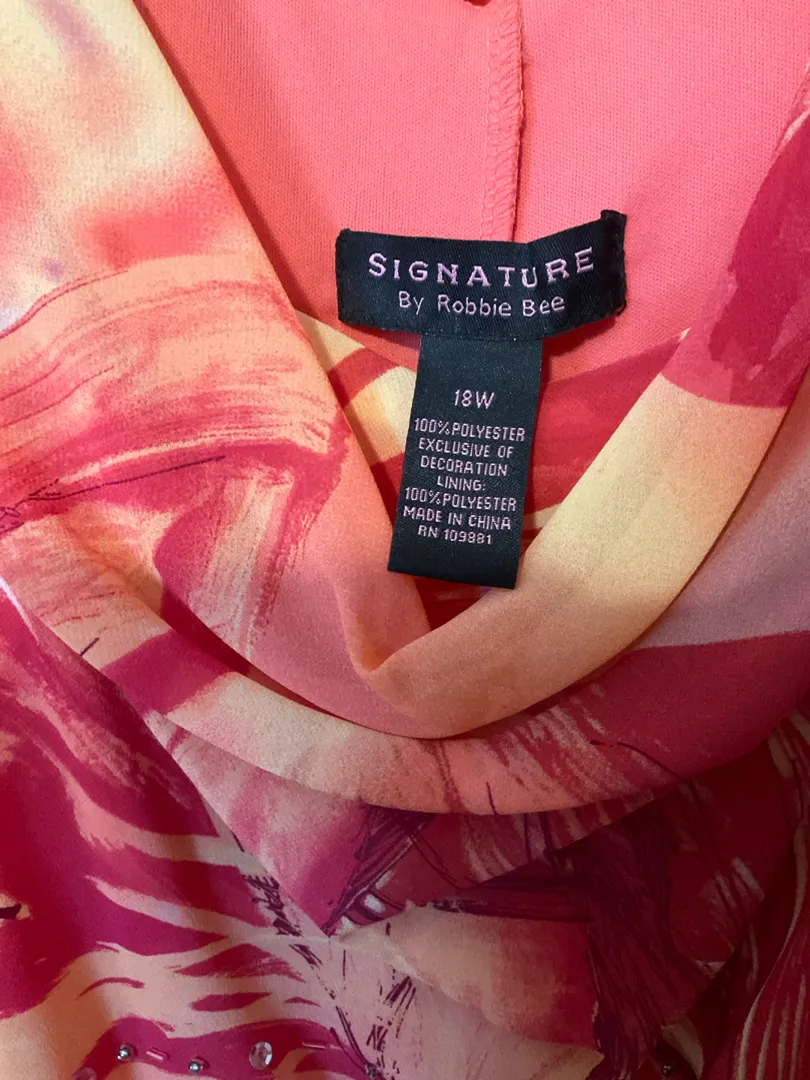 SIGNATURE
By Robbie Bee
18W
100%POLYESTER
EXCLUSIVE OF
DECORATION
LINING:
100%POLYESTER
MADE IN CHINA
RN 109881